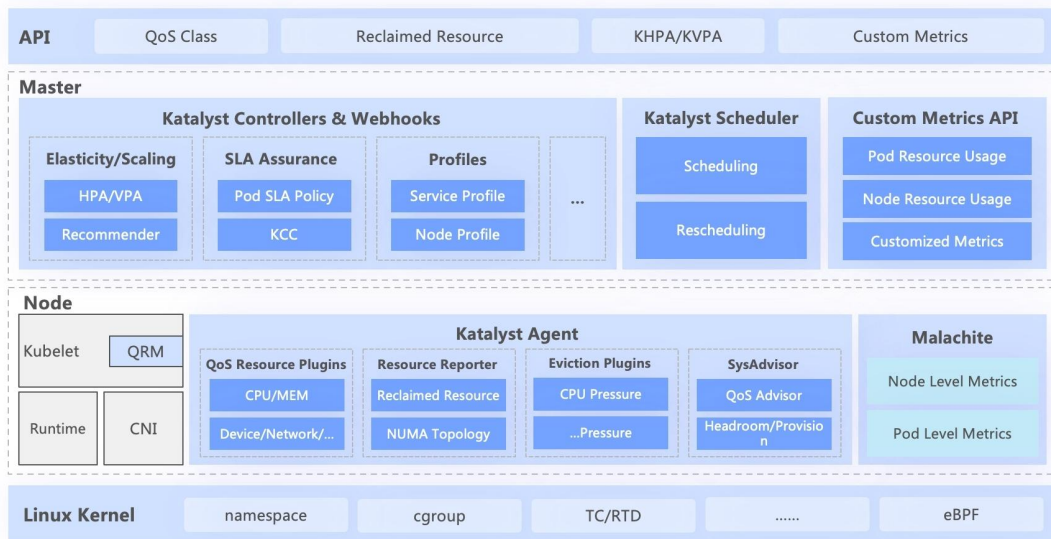 API
QoS Class
Reclaimed Resource
KHPA/KVPA
Custom Metrics
Master
Katalyst Controllers & Webhooks
Elasticity/Scaling
HPA/VPA
Recommender
SLA Assurance
Pod SLA Policy
KCC
Profiles
Service Profile
Node Profile
...
Katalyst Scheduler
Scheduling
Rescheduling
Custom Metrics API
Pod Resource Usage
Node Resource Usage
Customized Metrics
Node
Kubelet
QRM
Runtime
CNI
Katalyst Agent
QoS Resource Plugins
CPU/MEM
Device/Network/...
Resource Reporter
Reclaimed Resource
NUMA Topology
Eviction Plugins
CPU Pressure
...Pressure
SysAdvisor
QoS Advisor
Headroom/Provisio
n
Malachite
Node Level Metrics
Pod Level Metrics
Linux Kernel
namespace
cgroup
TC/RTD
......
eBPF